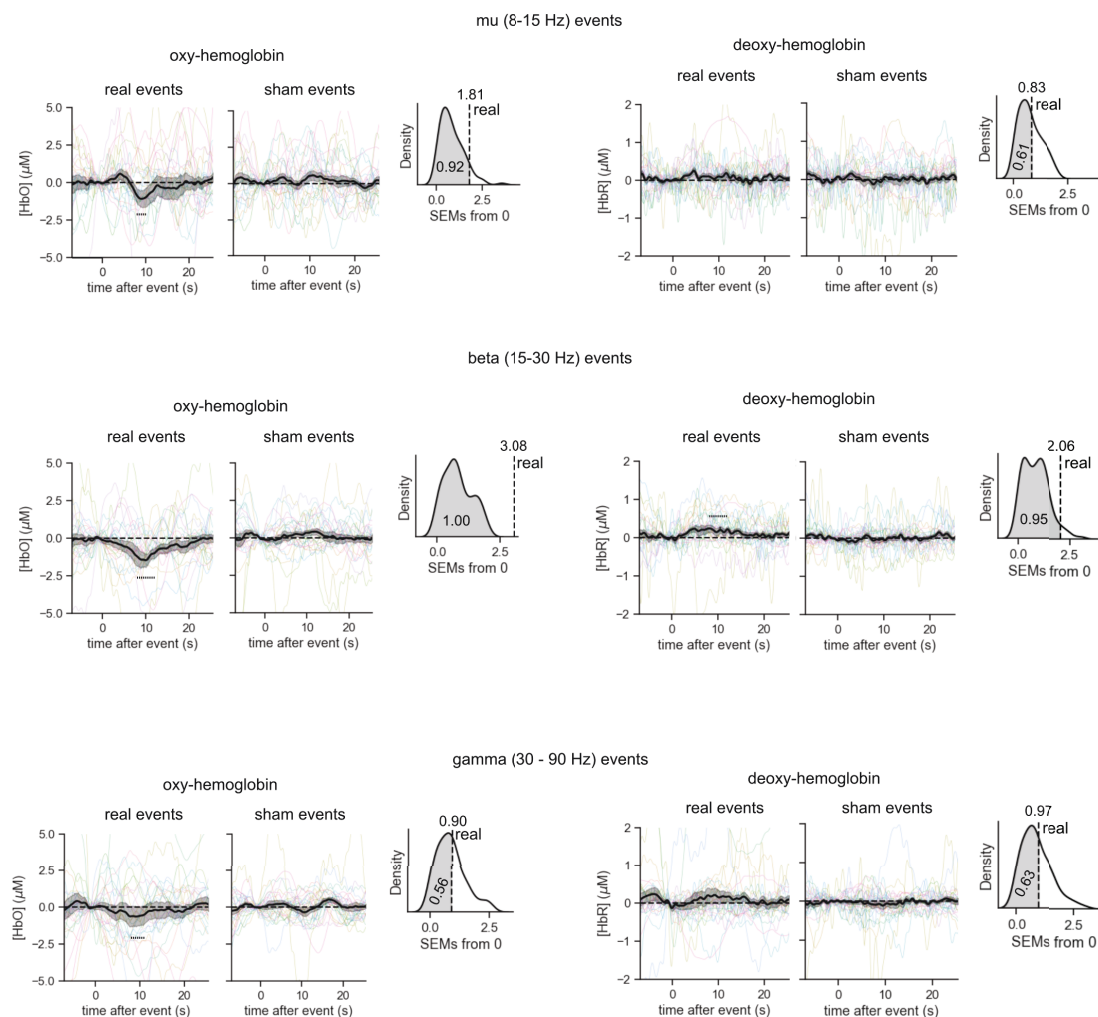 mu (8-15 Hz) events
oxy-hemoglobin
deoxy-hemoglobin
real events
sham events
real events
sham events
5.0
2.5
0.0
−2.5
−5.0
[HbO] (µM)
0 10 20
0 10 20
time after event (s)
time after event (s)
1.81
real
Density
0.92
0.0 2.5
SEMs from 0
2
1
0
−1
−2
[HbR] (µM)
0 10 20
0 10 20
time after event (s)
time after event (s)
0.83
real
Density
0.61
0.0 2.5
SEMs from 0
beta (15-30 Hz) events
oxy-hemoglobin
deoxy-hemoglobin
real events
sham events
real events
sham events
5.0
2.5
0.0
−2.5
−5.0
[HbO] (µM)
0 10 20
0 10 20
time after event (s)
time after event (s)
3.08
real
Density
1.00
0.0 2.5
SEMs from 0
2
1
0
−1
−2
[HbR] (µM)
0 10 20
0 10 20
time after event (s)
time after event (s)
2.06
real
Density
0.95
0.0 2.5
SEMs from 0
gamma (30 - 90 Hz) events
oxy-hemoglobin
deoxy-hemoglobin
real events
sham events
real events
sham events
5.0
2.5
0.0
−2.5
−5.0
[HbO] (µM)
0 10 20
0 10 20
time after event (s)
time after event (s)
0.90
real
Density
0.56
0.0 2.5
SEMs from 0
2
1
0
−1
−2
[HbR] (µM)
0 10 20
0 10 20
time after event (s)
time after event (s)
0.97
real
Density
0.63
0.0 2.5
SEMs from 0